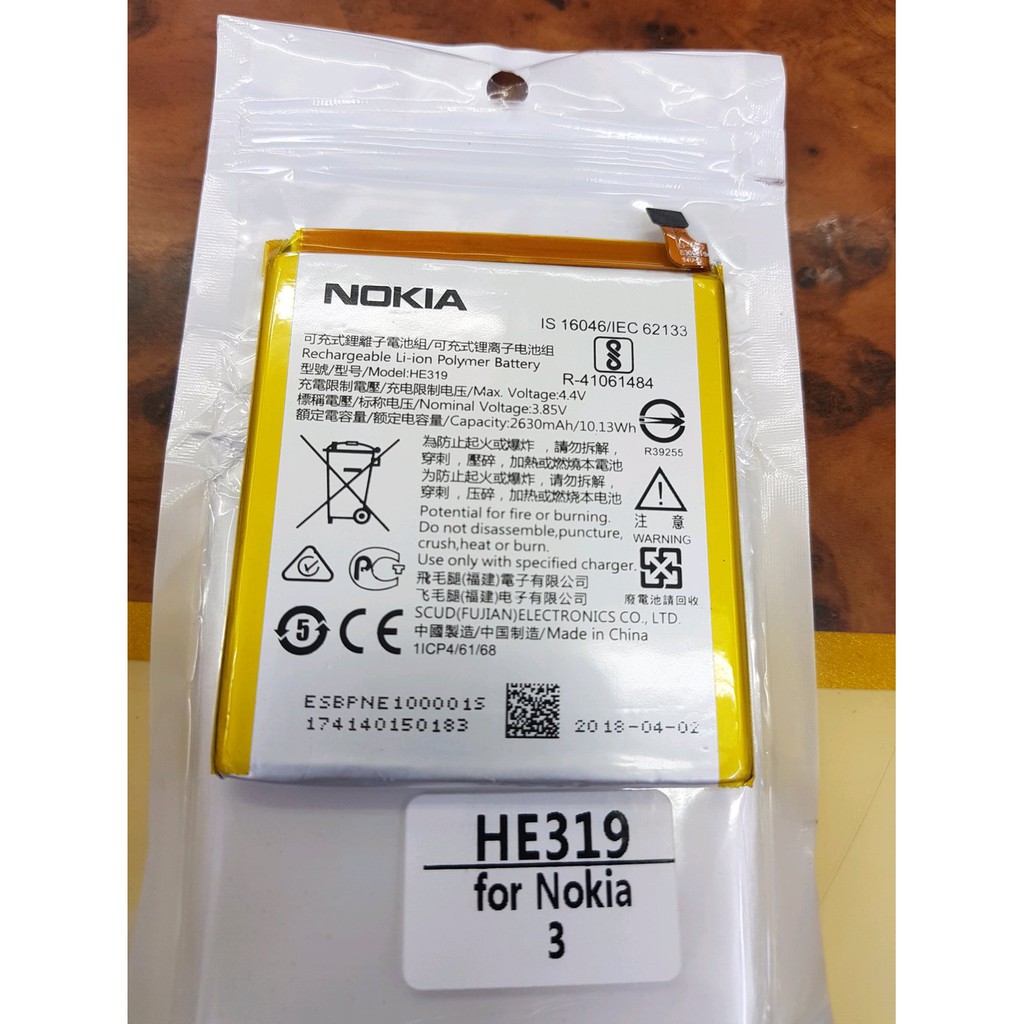 NOKIA
IS 16046/IEC 62133
可充式鋰離子電池組/可充式锂离子电池组
Rechargeable Li-ion Polymer Battery
型號/型号/Model:HE319
R-41061484
充電限制電壓/充电限制电压/Max. Voltage:4.4V
標稱電壓/标称电压/Nominal Voltage:3.85V
額定電容量/额定电容量/Capacity:2630mAh/10.13Wh
R39255
為防止起火或爆炸，請勿拆解，
穿刺，壓碎，加熱或燃燒本電池
为防止起火或爆炸，请勿拆解，
穿刺，压碎，加热或燃烧本电池
注意
WARNING
Potential for fire or burning.
Do not disassemble,puncture,
crush,heat or burn.
Use only with specified charger.
廢電池請回收
飛毛腿(福建)電子有限公司
飞毛腿(福建)电子有限公司
SCUD(FUJIAN)ELECTRONICS CO., LTD.
中國製造/中国制造/Made in China
1ICP4/61/68
5
CE
ESBPNE100001S
174140150183
2018-04-02
HE319
for Nokia
3